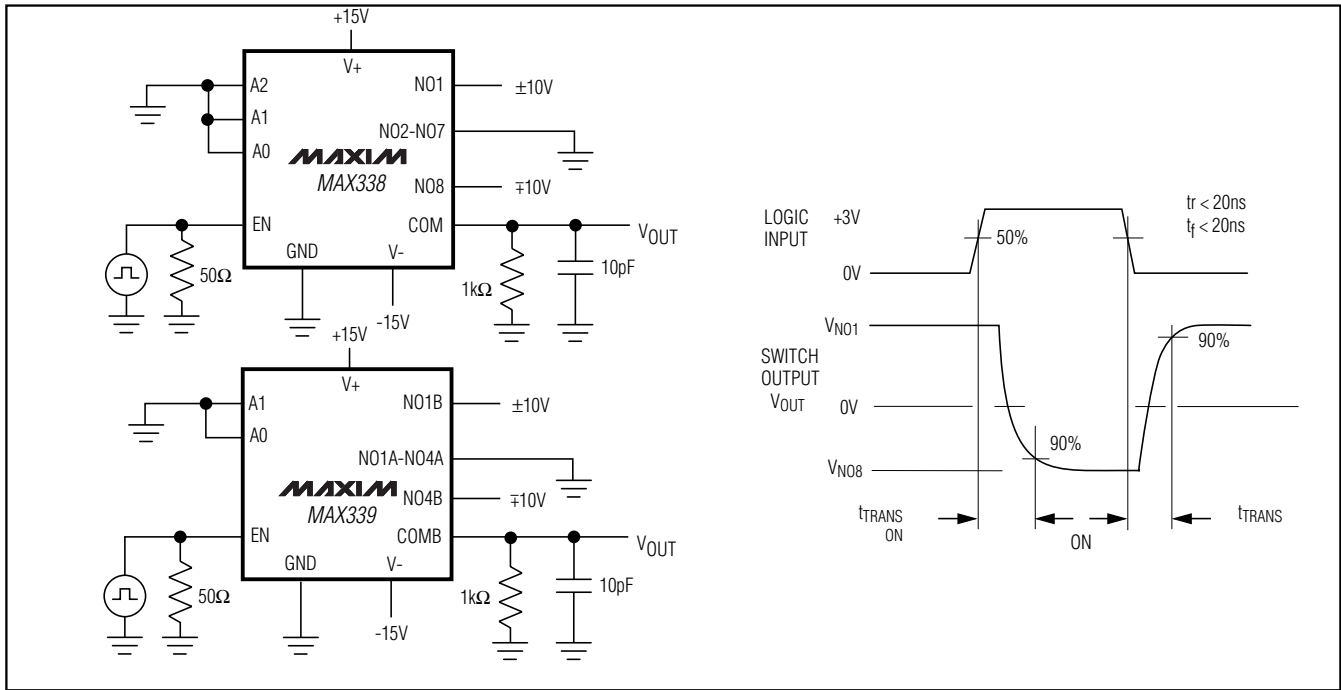 +15V
V+
A2
A1
A0
NO1
±10V
NO2-NO7
MAXIM
MAX338
NO8
∓10V
EN
COM
VOUT
GND
V-
50Ω
1kΩ
10pF
-15V
+15V
V+
A1
A0
NO1B
±10V
NO1A-NO4A
MAXIM
MAX339
NO4B
∓10V
EN
COMB
VOUT
GND
V-
50Ω
1kΩ
10pF
-15V
LOGIC
INPUT
+3V
50%
0V
tr < 20ns
tf < 20ns
VNO1
90%
SWITCH
OUTPUT
VOUT
0V
90%
VNO8
tTRANS
ON
ON
tTRANS